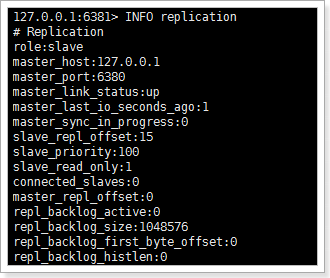 127.0.0.1:6381> INFO replication
# Replication
role:slave
master_host:127.0.0.1
master_port:6380
master_link_status:up
master_last_io_seconds_ago:1
master_sync_in_progress:0
slave_repl_offset:15
slave_priority:100
slave_read_only:1
connected_slaves:0
master_repl_offset:0
repl_backlog_active:0
repl_backlog_size:1048576
repl_backlog_first_byte_offset:0
repl_backlog_histlen:0